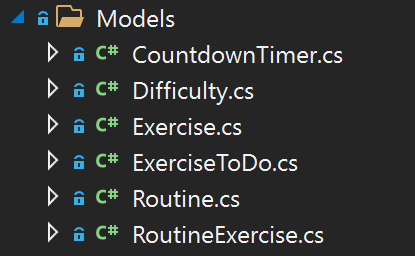 Models
C# CountdownTimer.cs
C# Difficulty.cs
C# Exercise.cs
C# ExerciseToDo.cs
C# Routine.cs
C# RoutineExercise.cs